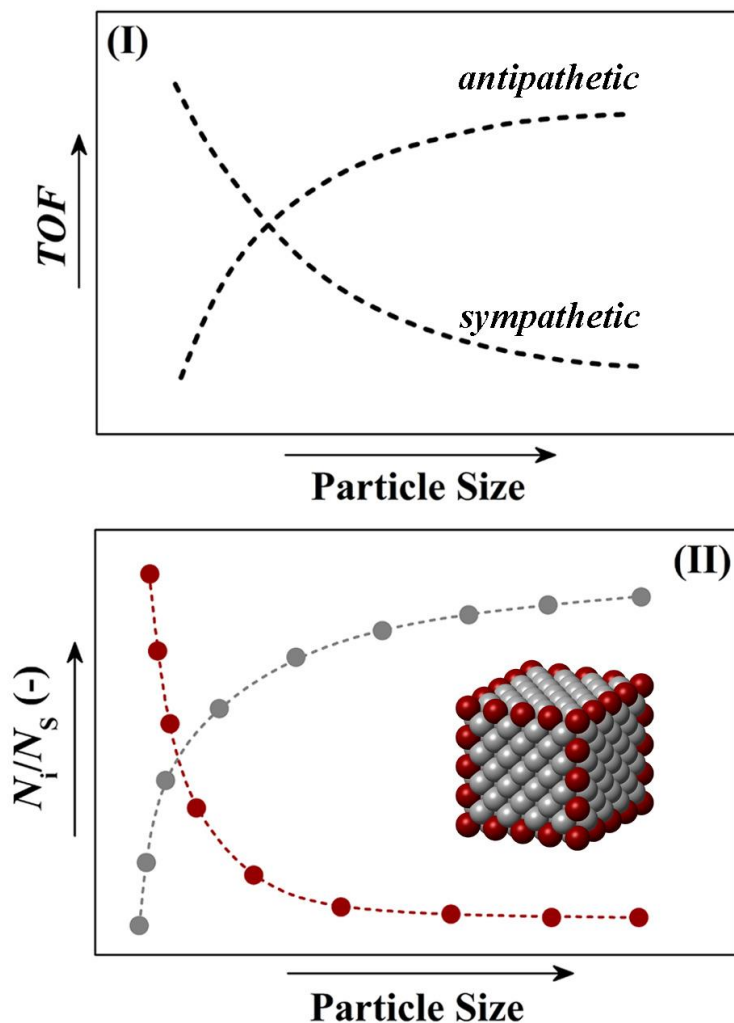 (I)
antipathetic
TOF
sympathetic
Particle Size
(II)
Ni/NS (-)
Particle Size